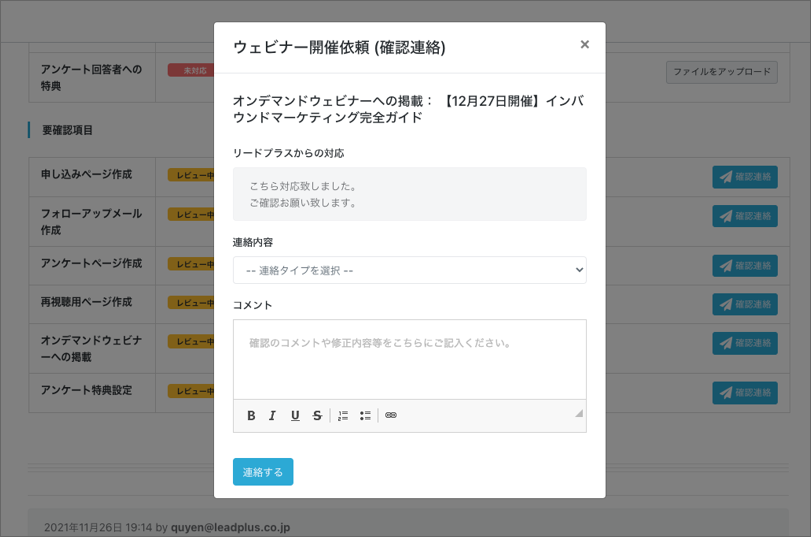 ウェビナー開催依頼 (確認連絡)
×
オンデマンドウェビナーへの掲載： 【12月27日開催】インバ
ウンドマーケティング完全ガイド
リードプラスからの対応
こちら対応致しました。
ご確認お願い致します。
連絡内容
-- 連絡タイプを選択 --
コメント
確認のコメントや修正内容等をこちらにご記入ください。
B I U S
連絡する
アンケート回答者への
特典
未対応
ファイルをアップロード
要確認項目
申し込みページ作成
レビュー中
確認連絡
フォローアップメール
作成
レビュー中
確認連絡
アンケートページ作成
レビュー中
確認連絡
再視聴用ページ作成
レビュー中
確認連絡
オンデマンドウェビナ
ーへの掲載
レビュー中
確認連絡
アンケート特典設定
レビュー中
確認連絡
2021年11月26日 19:14 by quyen@leadplus.co.jp